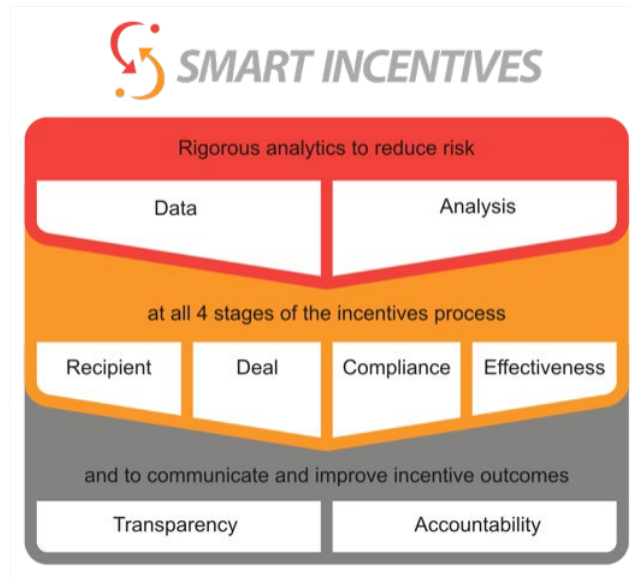 SMART INCENTIVES
Rigorous analytics to reduce risk
Data
Analysis
at all 4 stages of the incentives process
Recipient
Deal
Compliance
Effectiveness
and to communicate and improve incentive outcomes
Transparency
Accountability